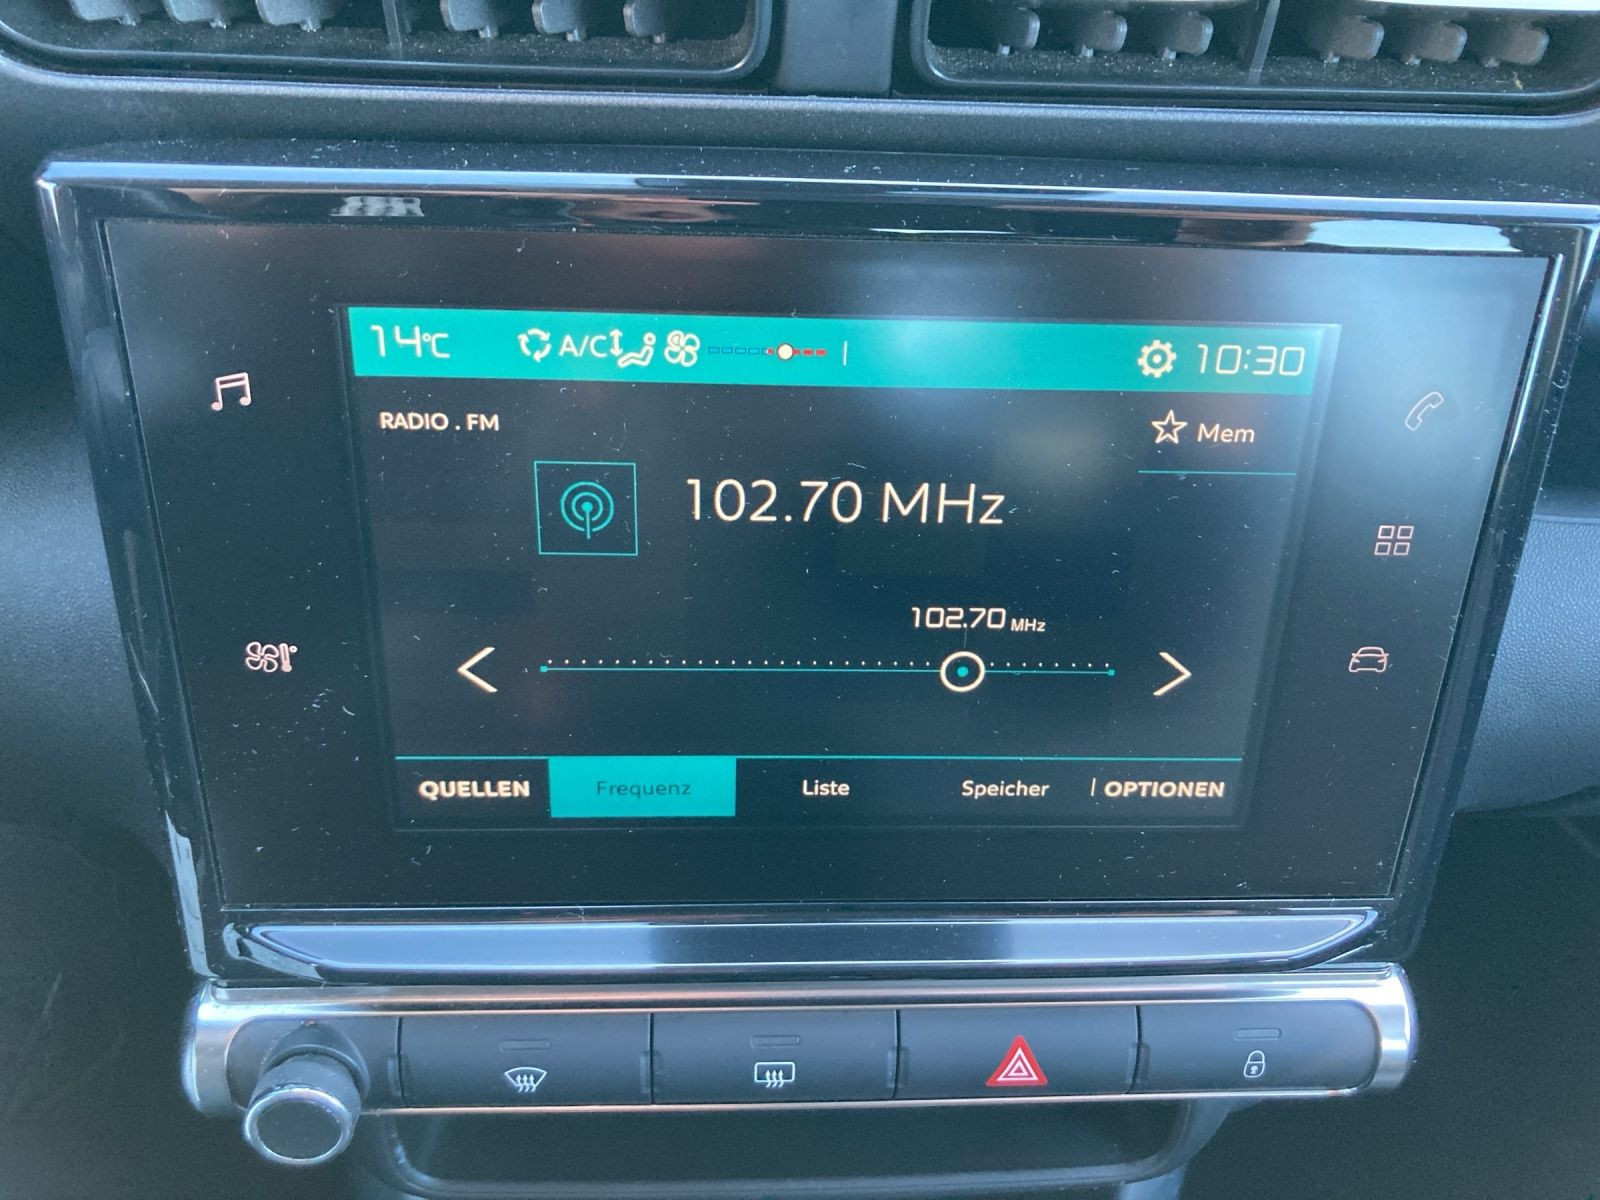 14°C A/C 10:30
RADIO . FM
Mem
102.70 MHz
102.70 MHz
QUELLEN Frequenz Liste Speicher OPTIONEN